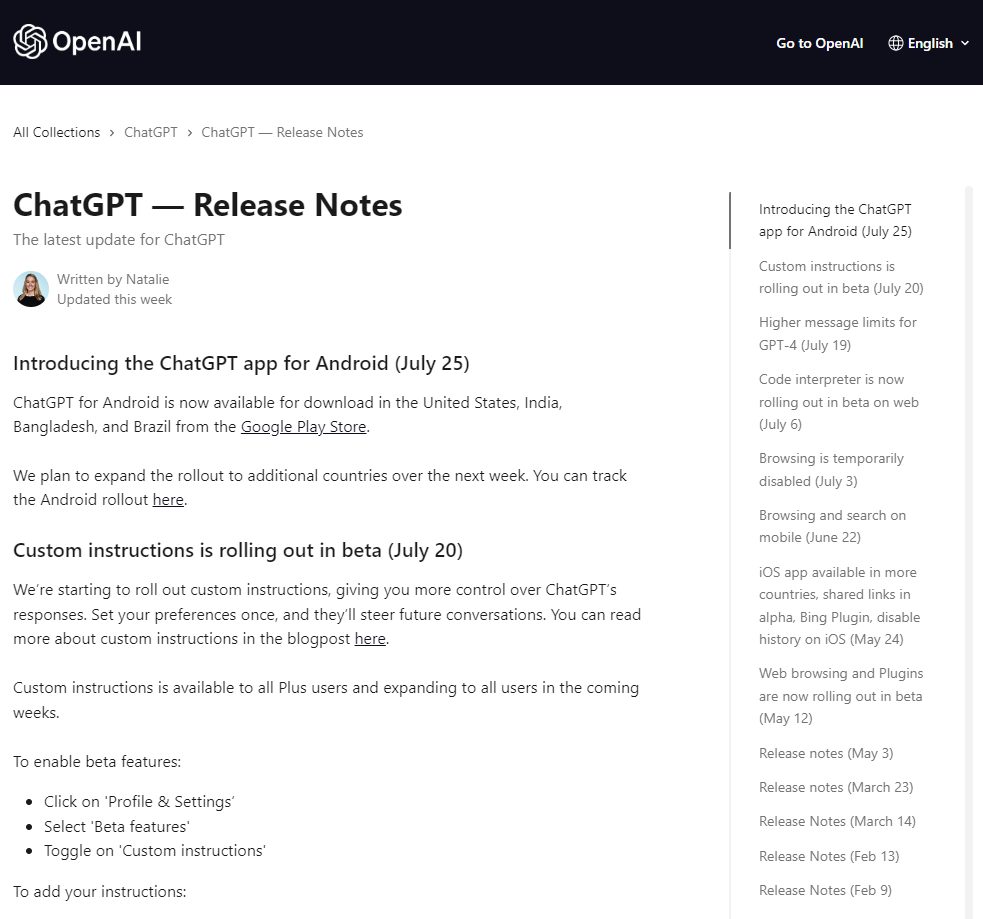 OpenAI
Go to OpenAI
English
All Collections
ChatGPT
ChatGPT — Release Notes
ChatGPT — Release Notes
The latest update for ChatGPT
Written by Natalie
Updated this week
Introducing the ChatGPT app for Android (July 25)
ChatGPT for Android is now available for download in the United States, India,
Bangladesh, and Brazil from the Google Play Store.
We plan to expand the rollout to additional countries over the next week. You can track
the Android rollout here.
Custom instructions is rolling out in beta (July 20)
We’re starting to roll out custom instructions, giving you more control over ChatGPT’s
responses. Set your preferences once, and they’ll steer future conversations. You can read
more about custom instructions in the blogpost here.
Custom instructions is available to all Plus users and expanding to all users in the coming
weeks.
To enable beta features:
• Click on 'Profile & Settings’
• Select 'Beta features'
• Toggle on 'Custom instructions'
To add your instructions:
Introducing the ChatGPT
app for Android (July 25)
Custom instructions is
rolling out in beta (July 20)
Higher message limits for
GPT-4 (July 19)
Code interpreter is now
rolling out in beta on web
(July 6)
Browsing is temporarily
disabled (July 3)
Browsing and search on
mobile (June 22)
iOS app available in more
countries, shared links in
alpha, Bing Plugin, disable
history on iOS (May 24)
Web browsing and Plugins
are now rolling out in beta
(May 12)
Release notes (May 3)
Release notes (March 23)
Release Notes (March 14)
Release Notes (Feb 13)
Release Notes (Feb 9)